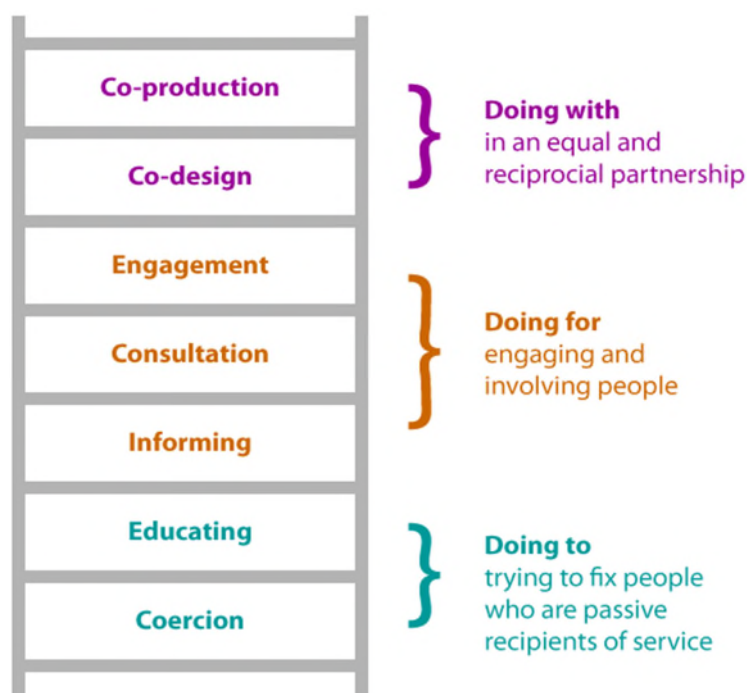 Co-production
Co-design
Doing with
in an equal and
reciprocial partnership
Engagement
Consultation
Informing
Doing for
engaging and
involving people
Educating
Coercion
Doing to
trying to fix people
who are passive
recipients of service